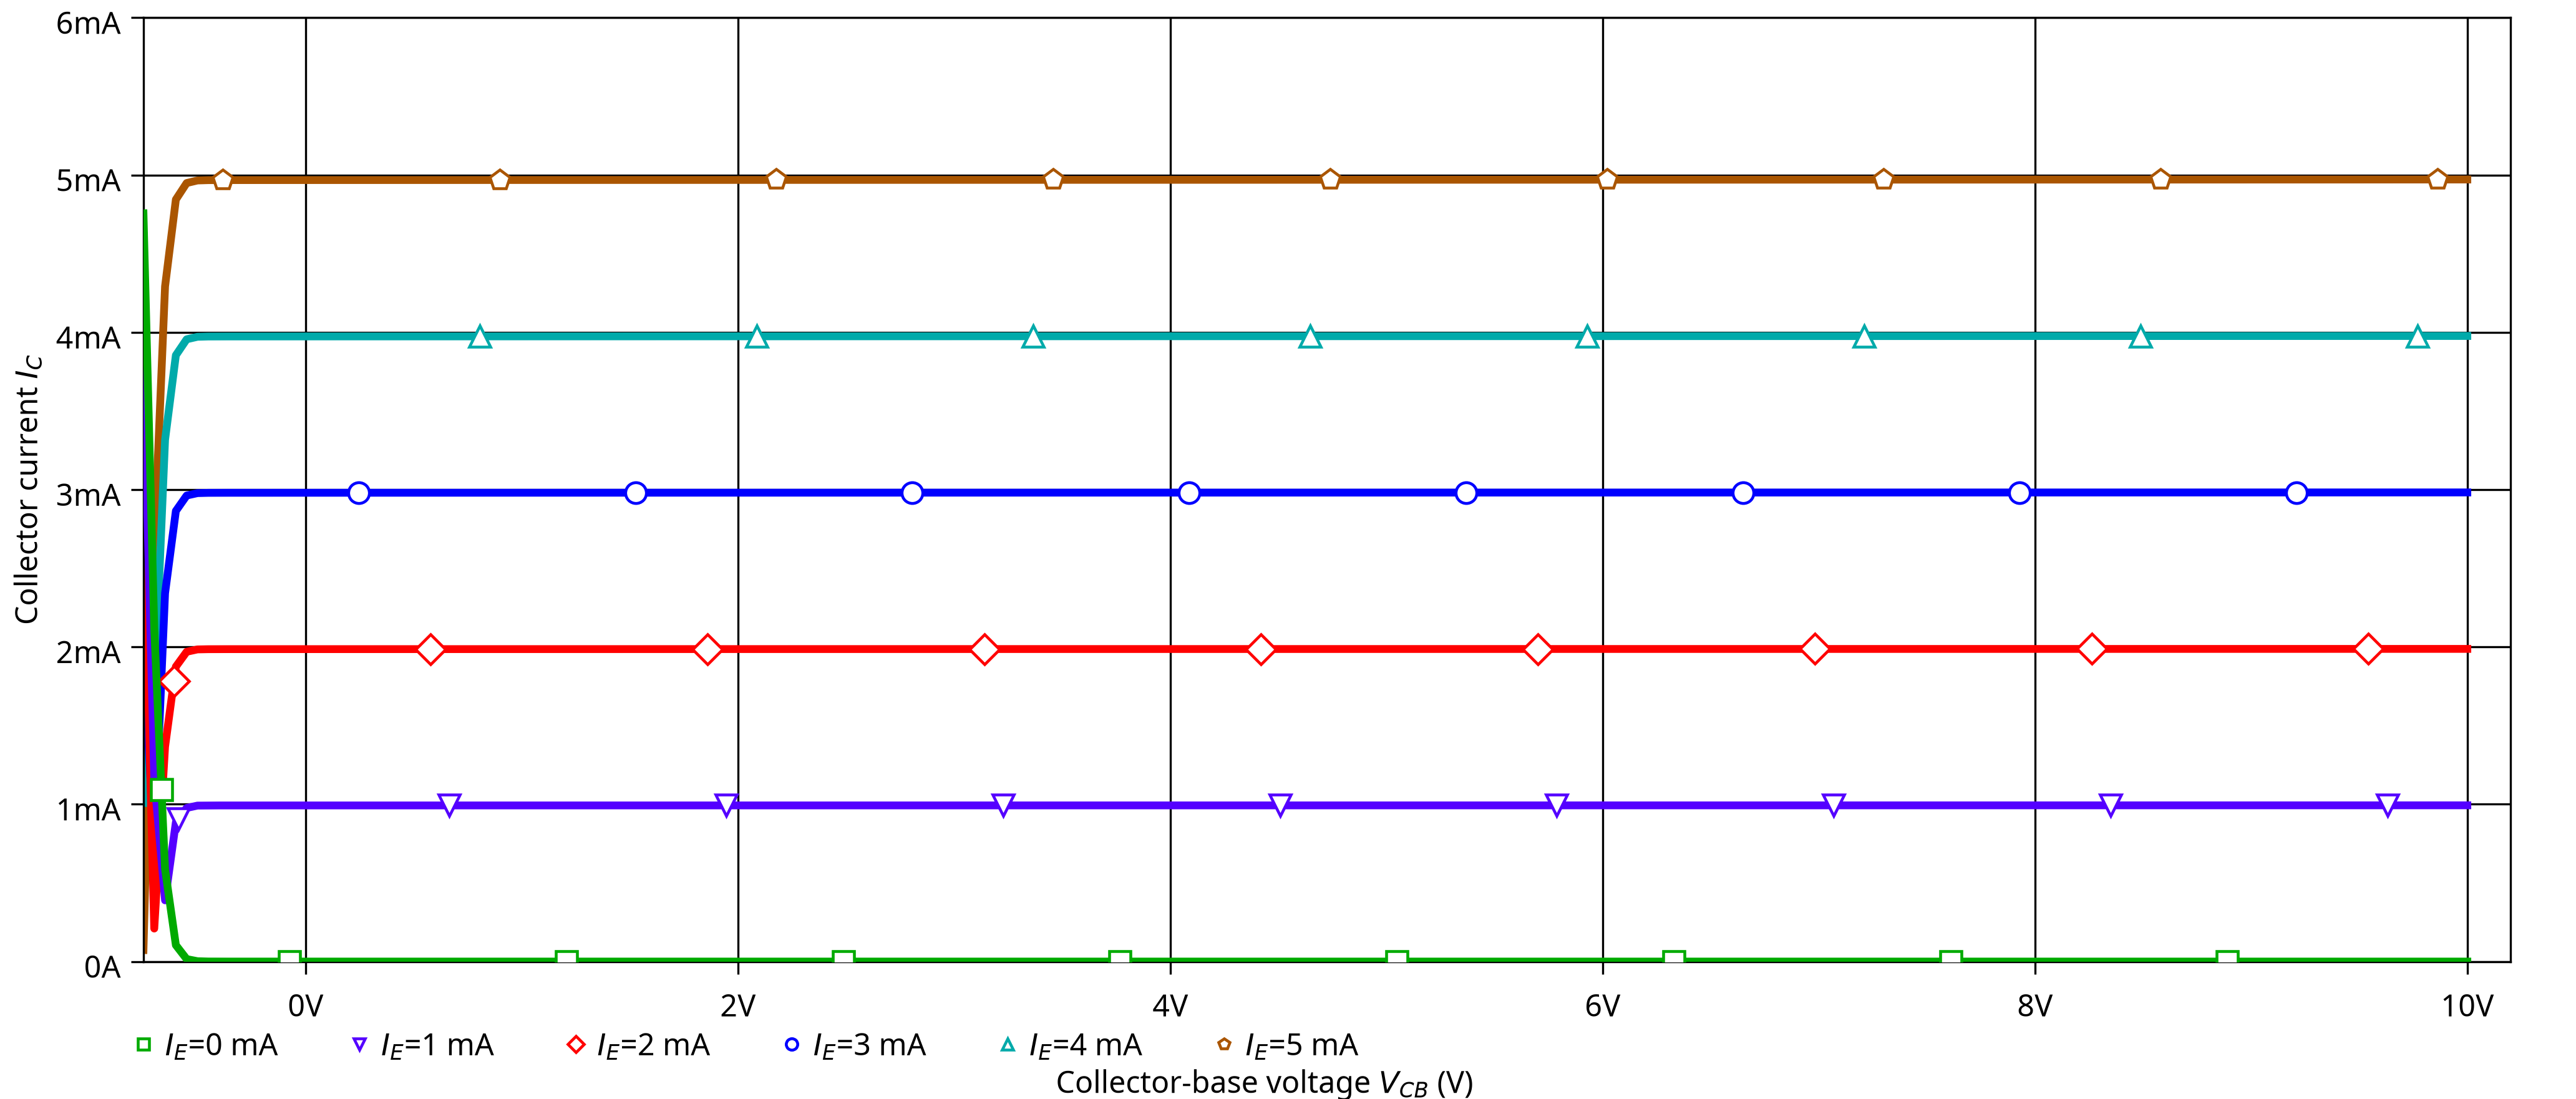 6mA
5mA
4mA
3mA
2mA
1mA
0A
Collector current I_C
0V 2V 4V 6V 8V 10V
I_E=0 mA I_E=1 mA I_E=2 mA I_E=3 mA I_E=4 mA I_E=5 mA
Collector-base voltage V_CB (V)